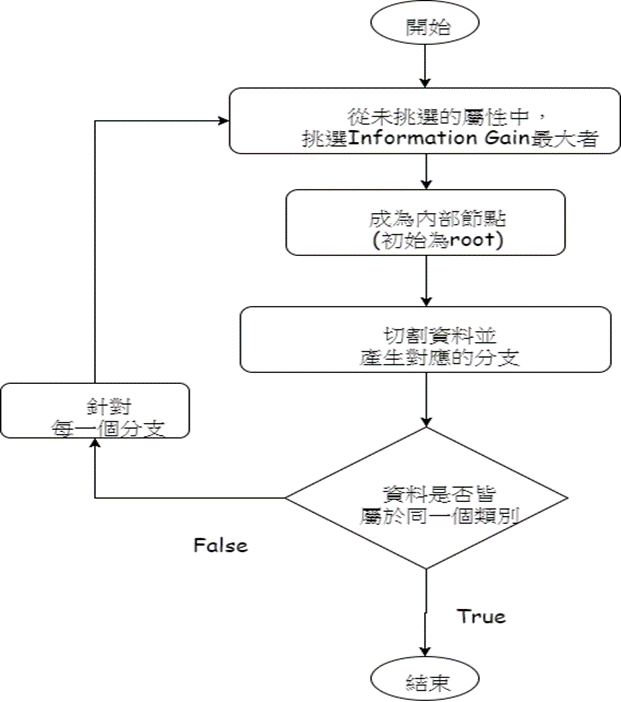 開始
從未挑選的屬性中,
挑選Information Gain最大者
成為內部節點
(初始為root)
切割資料並
產生對應的分支
針對
每一個分支
資料是否皆
屬於同一個類別
False
True
結束